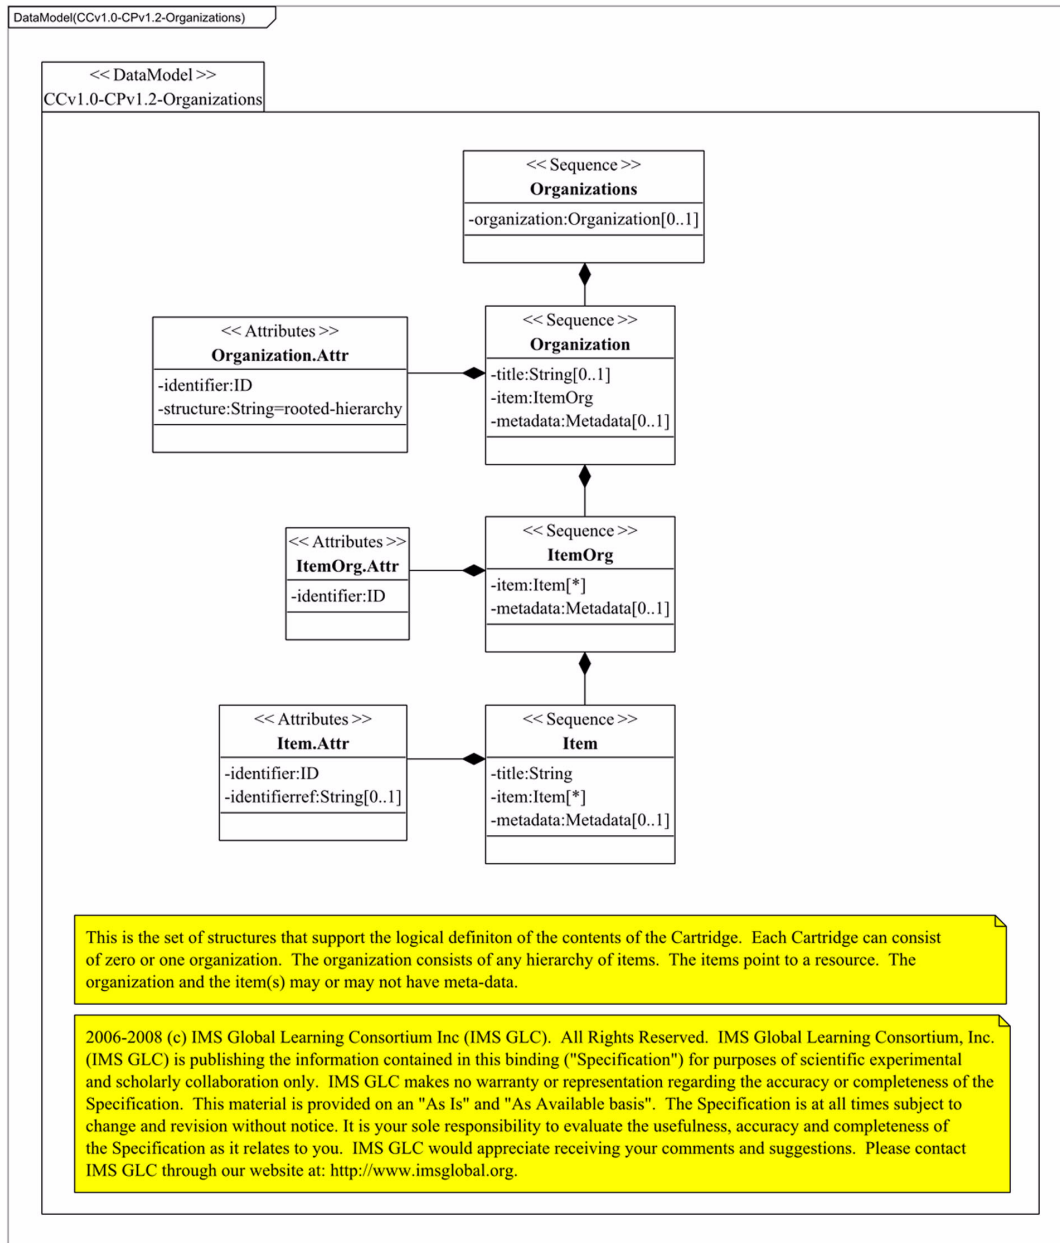 DataModel(CCv1.0-CPv1.2-Organizations)
<< DataModel >>
CCv1.0-CPv1.2-Organizations
<< Sequence >>
Organizations
-organization:Organization[0..1]
<< Attributes >>
Organization.Attr
-identifier:ID
-structure:String=rooted-hierarchy
<< Sequence >>
Organization
-title:String[0..1]
-item:ItemOrg
-metadata:Metadata[0..1]
<< Attributes >>
ItemOrg.Attr
-identifier:ID
<< Sequence >>
ItemOrg
-item:Item[*]
-metadata:Metadata[0..1]
<< Attributes >>
Item.Attr
-identifier:ID
-identifierref:String[0..1]
<< Sequence >>
Item
-title:String
-item:Item[*]
-metadata:Metadata[0..1]
This is the set of structures that support the logical definiton of the contents of the Cartridge.  Each Cartridge can consist
of zero or one organization.  The organization consists of any hierarchy of items.  The items point to a resource.  The
organization and the item(s) may or may not have meta-data.
2006-2008 (c) IMS Global Learning Consortium Inc (IMS GLC).  All Rights Reserved.  IMS Global Learning Consortium, Inc.
(IMS GLC) is publishing the information contained in this binding ("Specification") for purposes of scientific experimental
and scholarly collaboration only.  IMS GLC makes no warranty or representation regarding the accuracy or completeness of the
Specification.  This material is provided on an "As Is" and "As Available basis".  The Specification is at all times subject to
change and revision without notice. It is your sole responsibility to evaluate the usefulness, accuracy and completeness of
the Specification as it relates to you.  IMS GLC would appreciate receiving your comments and suggestions.  Please contact
IMS GLC through our website at: http://www.imsglobal.org.